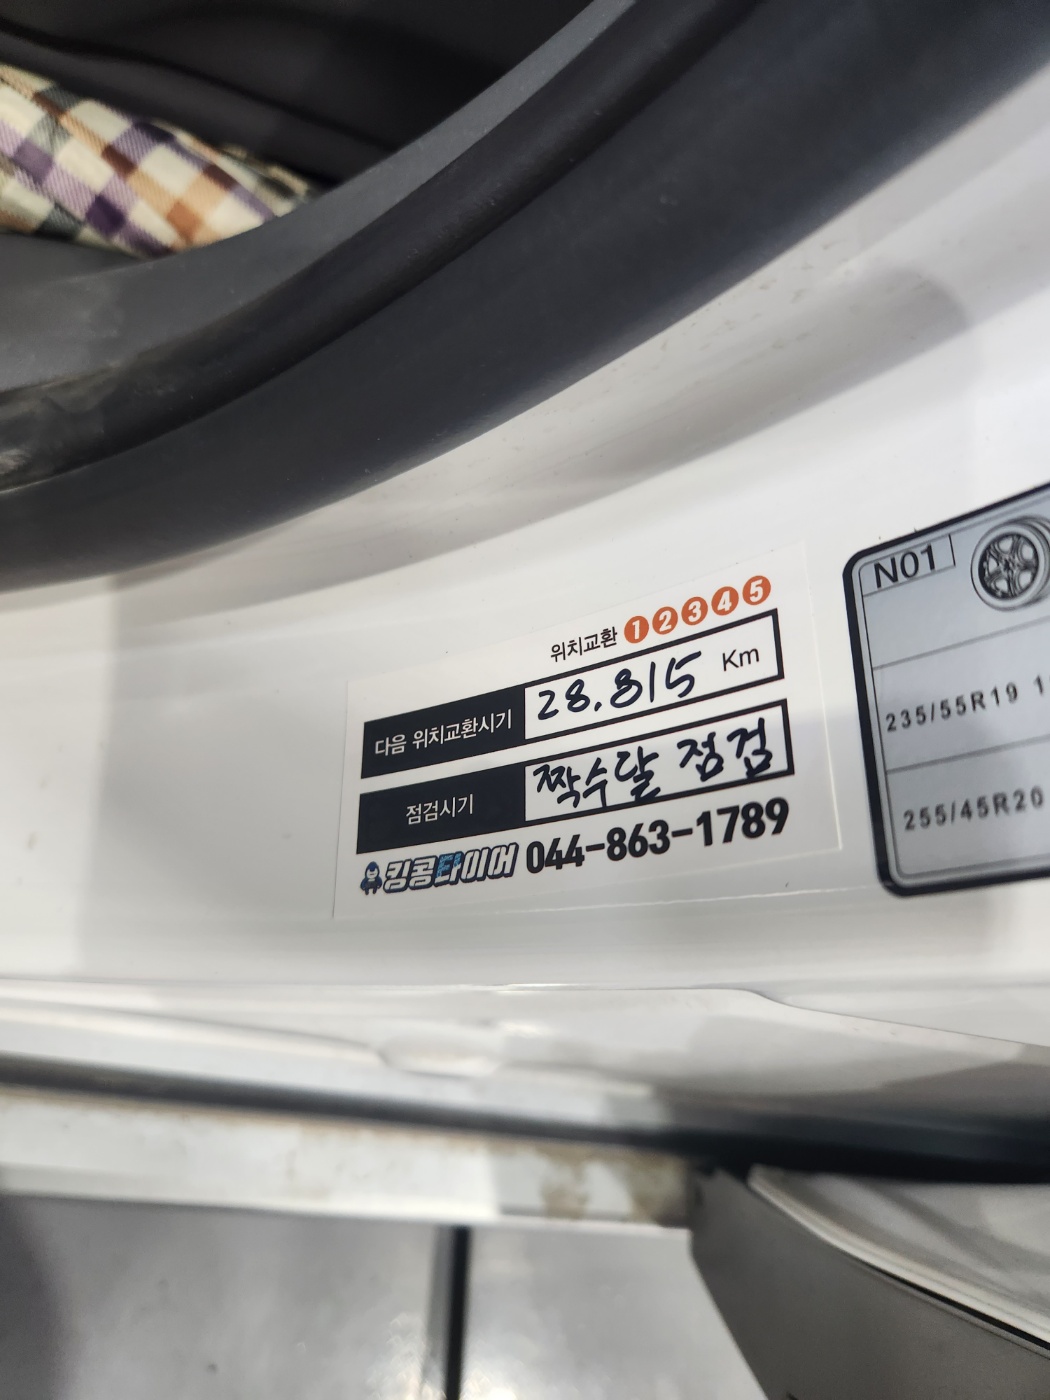 위치교환 1 2 3 4 5
다음 위치교환시기 28.815 Km
점검시기 짝수달 점검
킹콩타이어 044-863-1789
N01
235/55R19 1
255/45R20